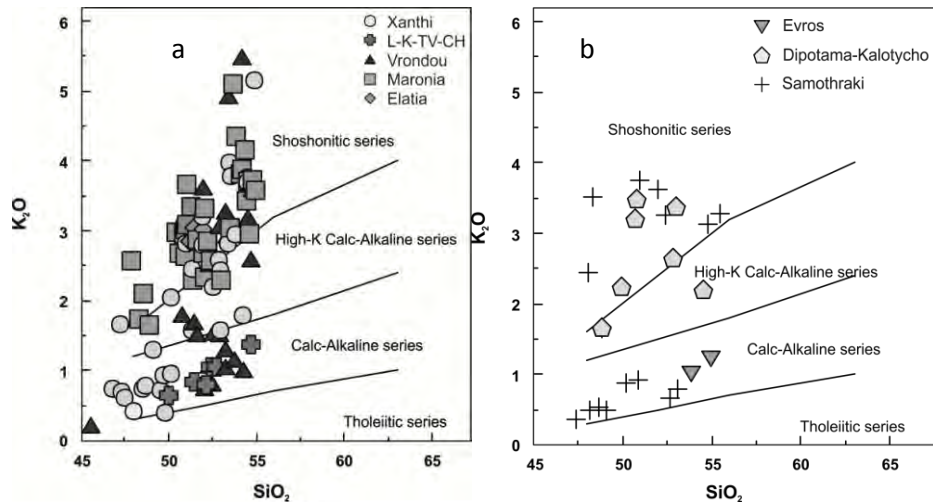 a
Xanthi
L-K-TV-CH
Vrondou
Maronia
Elatia
Shoshonitic series
High-K Calc-Alkaline series
Calc-Alkaline series
Tholeiitic series
K₂O
6
5
4
3
2
1
0
45 50 55 60 65
SiO₂
b
Evros
Dipotama-Kalotycho
Samothraki
Shoshonitic series
High-K Calc-Alkaline series
Calc-Alkaline series
Tholeiitic series
K₂O
6
5
4
3
2
1
0
45 50 55 60 65
SiO₂